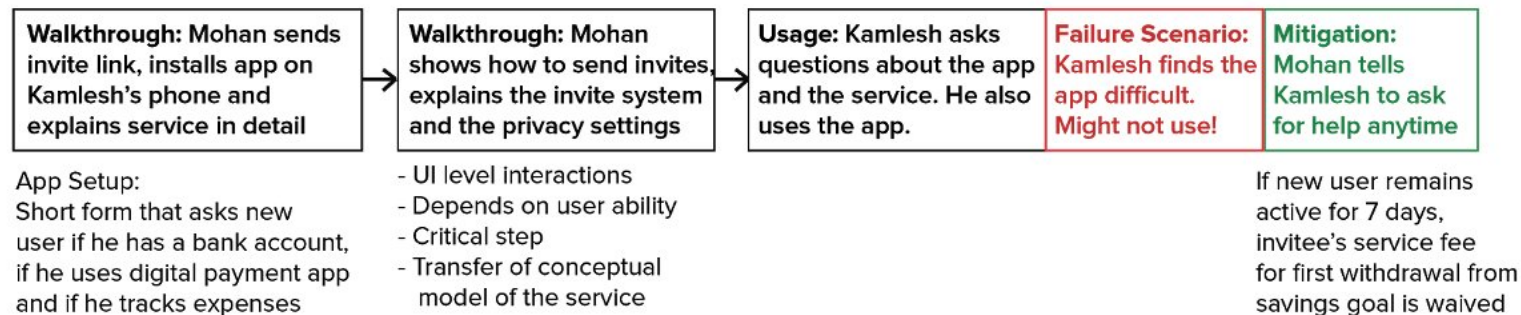 Walkthrough: Mohan sends
invite link, installs app on
Kamlesh's phone and
explains service in detail
Walkthrough: Mohan
shows how to send invites,
explains the invite system
and the privacy settings
Usage: Kamlesh asks
questions about the app
and the service. He also
uses the app.
Failure Scenario:
Kamlesh finds the
app difficult.
Might not use!
Mitigation:
Mohan tells
Kamlesh to ask
for help anytime
App Setup:
Short form that asks new
user if he has a bank account,
if he uses digital payment app
and if he tracks expenses
- UI level interactions
- Depends on user ability
- Critical step
- Transfer of conceptual
model of the service
If new user remains
active for 7 days,
invitee's service fee
for first withdrawal from
savings goal is waived